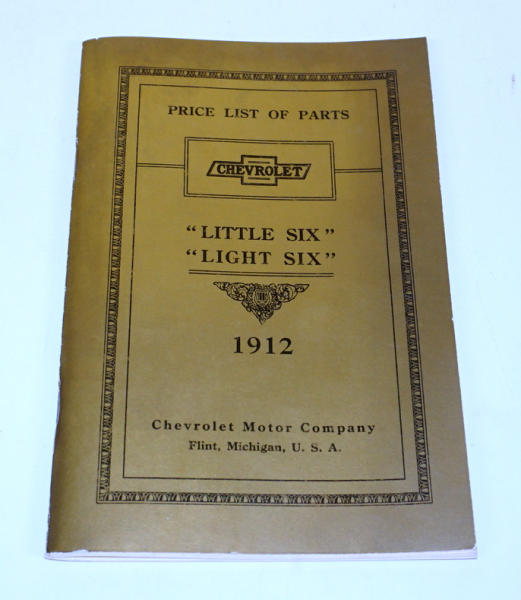 PRICE LIST OF PARTS
CHEVROLET
"LITTLE SIX"
"LIGHT SIX"
1912
Chevrolet Motor Company
Flint, Michigan, U. S. A.